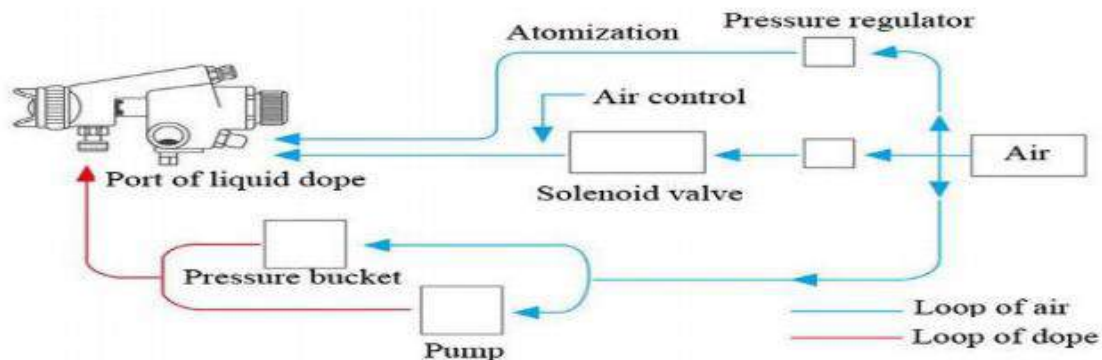 Pressure regulator
Atomization
Air control
Air
Port of liquid dope
Solenoid valve
Pressure bucket
Loop of air
Loop of dope
Pump